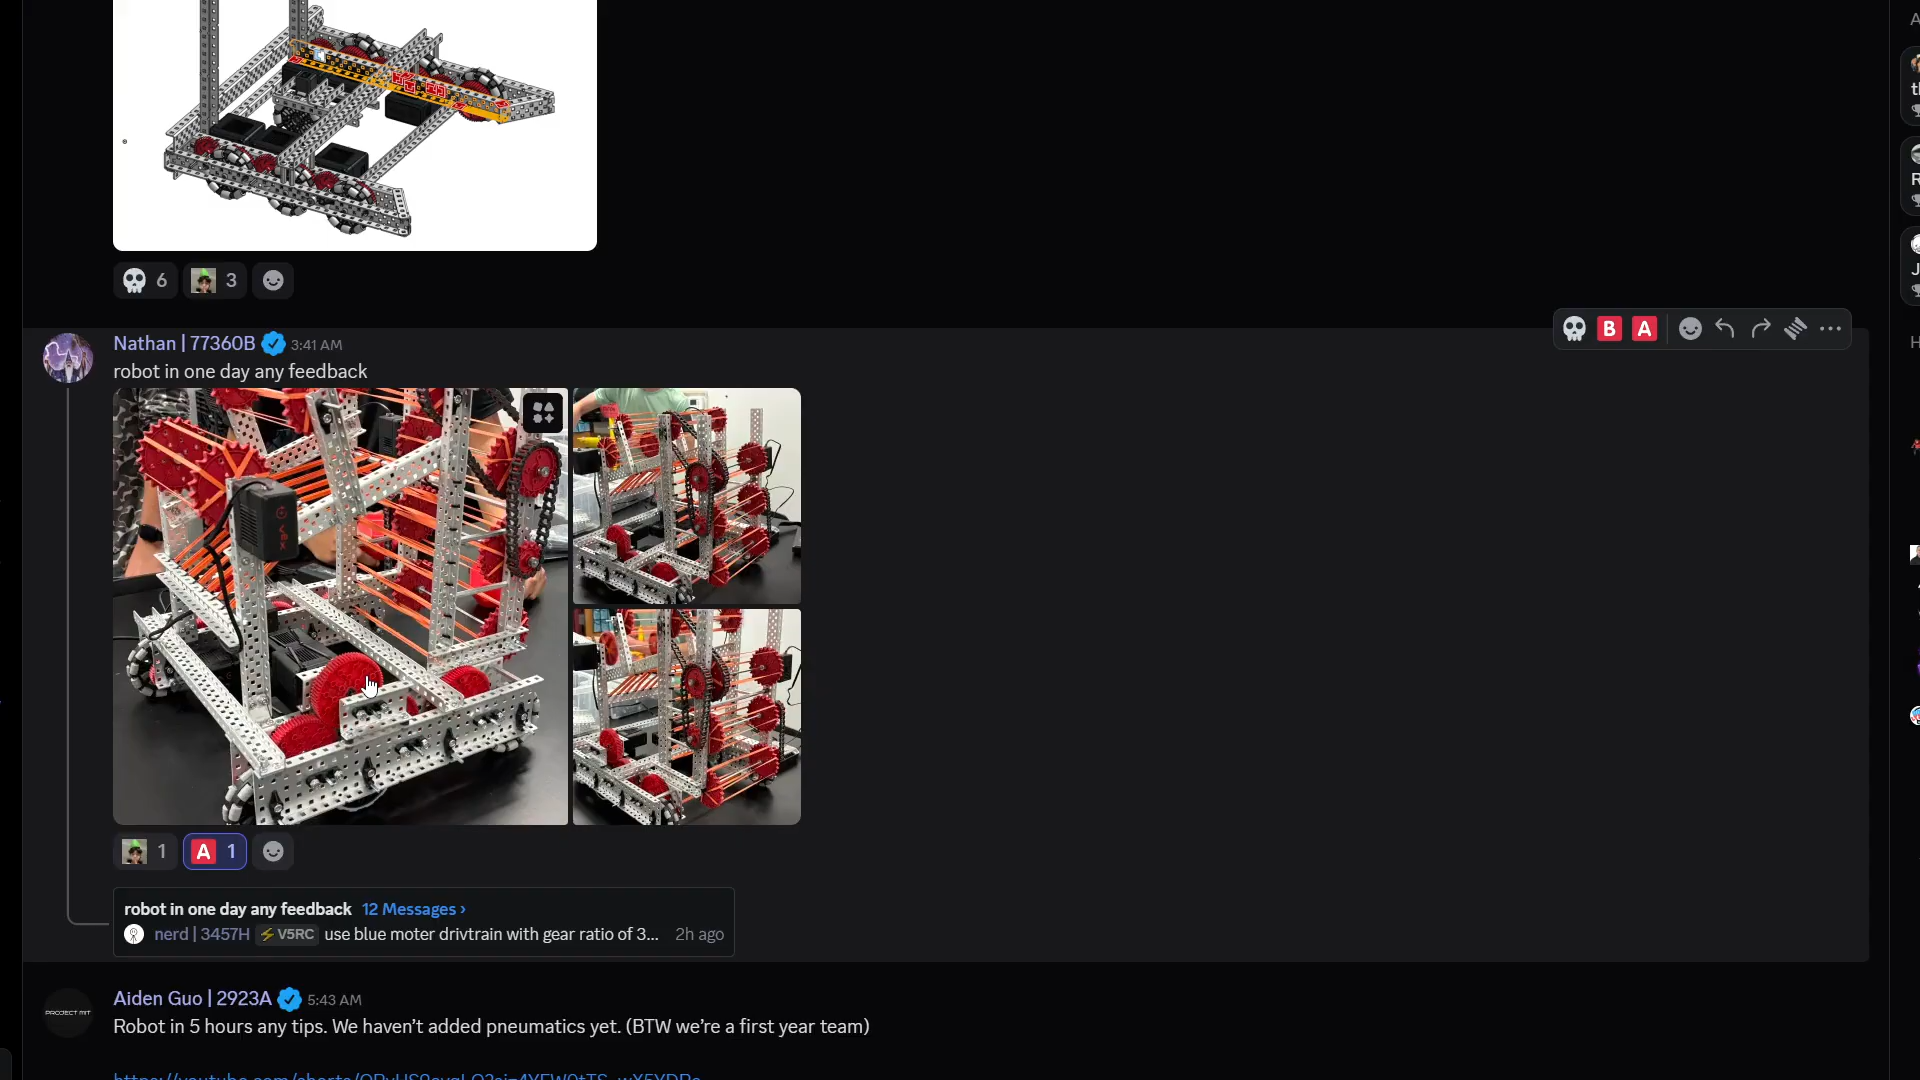 6
3
Nathan | 77360B 3:41 AM
B A
robot in one day any feedback
1 A 1
robot in one day any feedback 12 Messages ›
nerd | 3457H V5RC use blue moter drivtrain with gear ratio of 3... 2h ago
PROJECT MIT
Aiden Guo | 2923A 5:43 AM
Robot in 5 hours any tips. We haven't added pneumatics yet. (BTW we're a first year team)